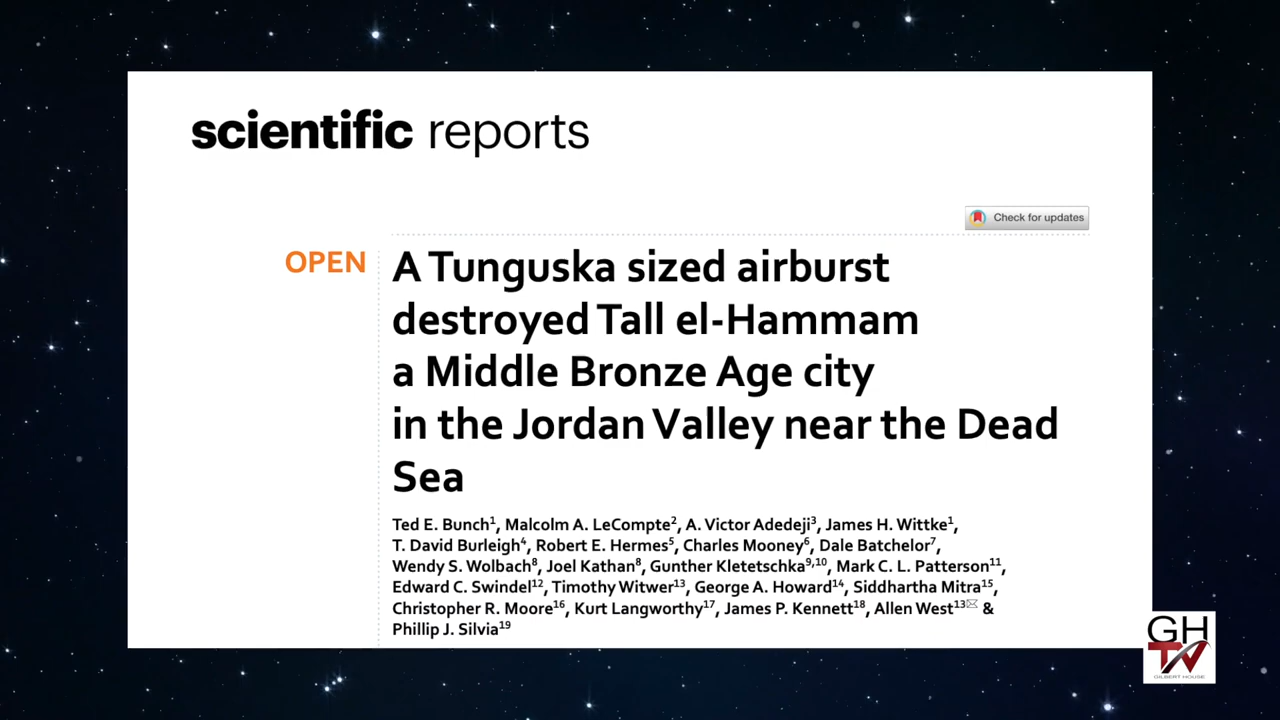 scientific reports
Check for updates
OPEN
A Tunguska sized airburst
destroyed Tall el-Hammam
a Middle Bronze Age city
in the Jordan Valley near the Dead
Sea
Ted E. Bunch¹, Malcolm A. LeCompte², A. Victor Adedeji³, James H. Wittke¹,
T. David Burleigh⁴, Robert E. Hermes⁵, Charles Mooney⁶, Dale Batchelor⁷,
Wendy S. Wolbach⁸, Joel Kathan⁸, Gunther Kletetschka⁹,¹⁰, Mark C. L. Patterson¹¹,
Edward C. Swindel¹², Timothy Witwer¹³, George A. Howard¹⁴, Siddhartha Mitra¹⁵,
Christopher R. Moore¹⁶, Kurt Langworthy¹⁷, James P. Kennett¹⁸, Allen West¹³✉ &
Phillip J. Silvia¹⁹
GH
TV
GILBERT HOUSE